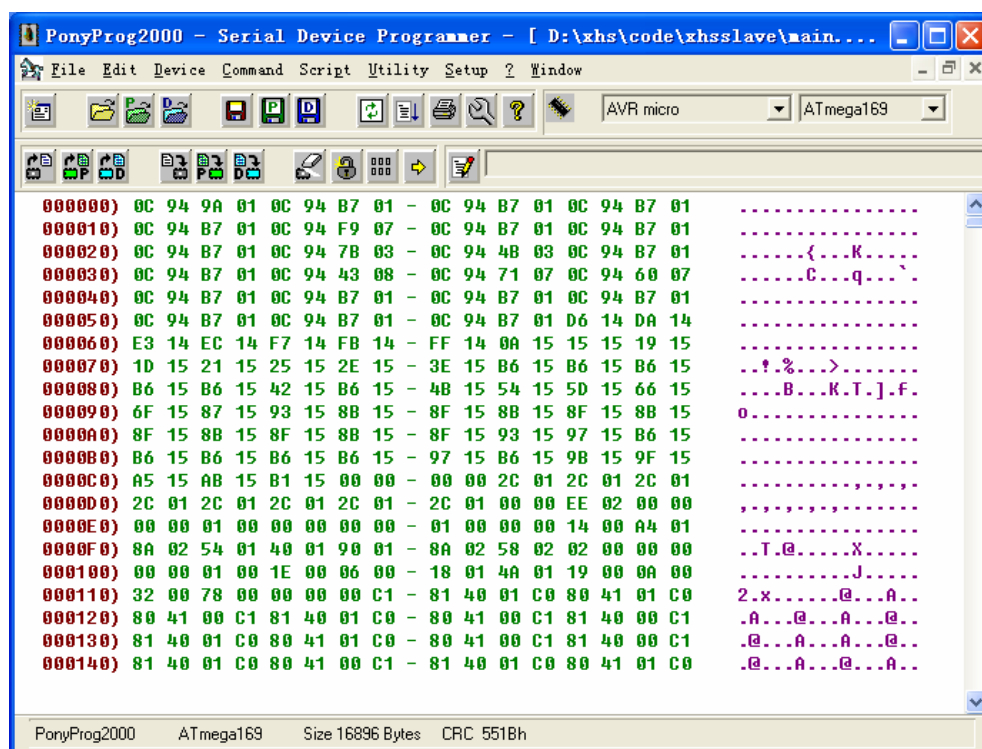 PonyProg2000 - Serial Device Programmer - [ D:\xhs\code\xhsslave\main....
File Edit Device Command Script Utility Setup ? Window
AVR micro ATmega169
000000) 0C 94 9A 01 0C 94 B7 01 - 0C 94 B7 01 0C 94 B7 01 ................
000010) 0C 94 B7 01 0C 94 F9 07 - 0C 94 B7 01 0C 94 B7 01 ................
000020) 0C 94 B7 01 0C 94 7B 03 - 0C 94 4B 03 0C 94 B7 01 ......{...K.....
000030) 0C 94 B7 01 0C 94 43 08 - 0C 94 71 07 0C 94 60 07 ......C...q...`.
000040) 0C 94 B7 01 0C 94 B7 01 - 0C 94 B7 01 0C 94 B7 01 ................
000050) 0C 94 B7 01 0C 94 B7 01 - 0C 94 B7 01 D6 14 DA 14 ................
000060) E3 14 EC 14 F7 14 FB 14 - FF 14 0A 15 15 15 19 15 ................
000070) 1D 15 21 15 25 15 2E 15 - 3E 15 B6 15 B6 15 B6 15 ..!.%...>.......
000080) B6 15 B6 15 42 15 B6 15 - 4B 15 54 15 5D 15 66 15 ....B...K.T.].f.
000090) 6F 15 87 15 93 15 8B 15 - 8F 15 8B 15 8F 15 8B 15 o...............
0000A0) 8F 15 8B 15 8F 15 8B 15 - 8F 15 93 15 97 15 B6 15 ................
0000B0) B6 15 B6 15 B6 15 B6 15 - 97 15 B6 15 9B 15 9F 15 ................
0000C0) A5 15 AB 15 B1 15 00 00 - 00 00 2C 01 2C 01 2C 01 ..........,.,.,.
0000D0) 2C 01 2C 01 2C 01 2C 01 - 2C 01 00 00 EE 02 00 00 ,.,.,.,.,.......
0000E0) 00 00 01 00 00 00 00 00 - 01 00 00 00 14 00 A4 01 ................
0000F0) 8A 02 54 01 40 01 90 01 - 8A 02 58 02 02 00 00 00 ..T.@.....X.....
000100) 00 00 01 00 1E 00 06 00 - 18 01 4A 01 19 00 0A 00 ..........J.....
000110) 32 00 78 00 00 00 00 C1 - 81 40 01 C0 80 41 01 C0 2.x......@...A..
000120) 80 41 00 C1 81 40 01 C0 - 80 41 00 C1 81 40 00 C1 .A...@...A...@..
000130) 81 40 01 C0 80 41 01 C0 - 80 41 00 C1 81 40 00 C1 .@...A...A...@..
000140) 81 40 01 C0 80 41 00 C1 - 81 40 01 C0 80 41 01 C0 .@...A...@...A..
PonyProg2000 ATmega169 Size 16896 Bytes CRC 551Bh